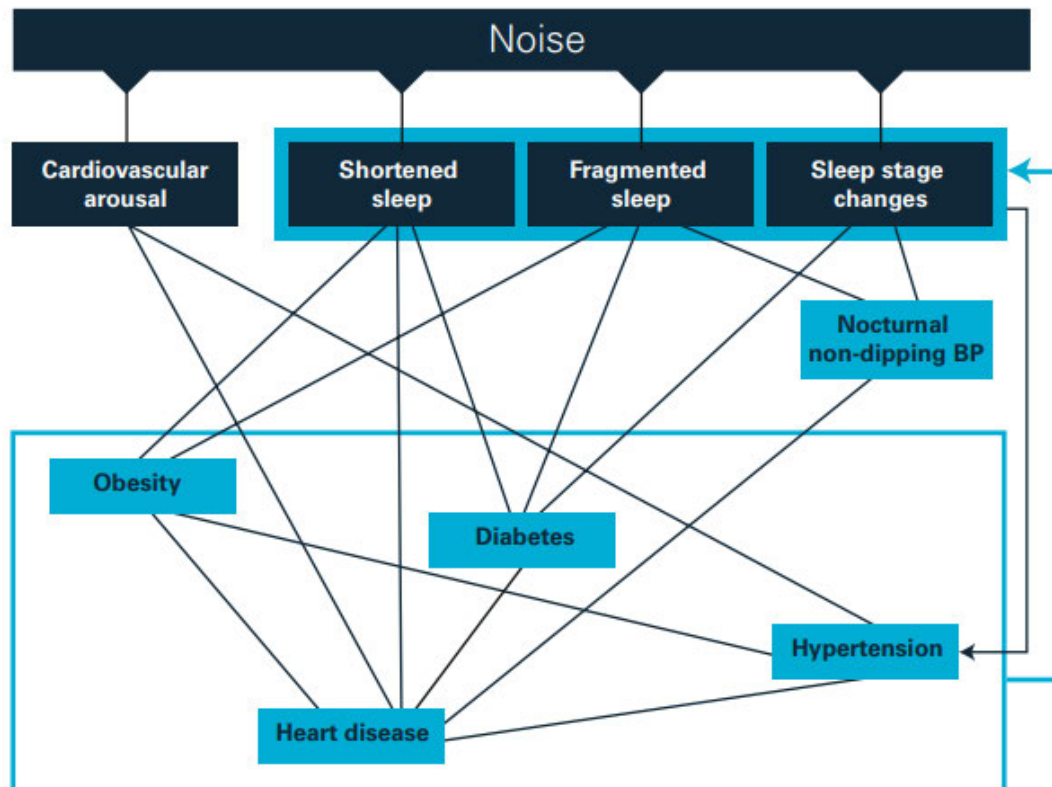 Noise
Cardiovascular
arousal
Shortened
sleep
Fragmented
sleep
Sleep stage
changes
Nocturnal
non-dipping BP
Obesity
Diabetes
Hypertension
Heart disease